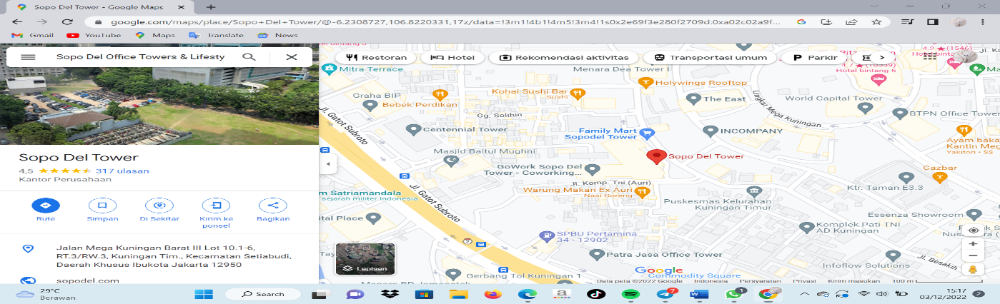 Sopo Del Tower - Google Maps
google.com/maps/place/Sopo+Del+Tower/@-6.2308727,106.8220331,17z/data=!3m1!4b1!4m5!3m4!1s0x2e69f3e280f2709d:0xa02c02a9f...
Gmail
YouTube
Maps
Translate
News
Sopo Del Office Towers & Lifesty
Restoran
Hotel
Rekomendasi aktivitas
Transportasi umum
Parkir
Sopo Del Tower
4,5
317 ulasan
Kantor Perusahaan
Rute
Simpan
Di Sekitar
Kirim ke
ponsel
Bagikan
Jalan Mega Kuningan Barat III Lot 10.1-6,
RT.3/RW.3, Kuningan Tim., Kecamatan Setiabudi,
Daerah Khusus Ibukota Jakarta 12950
sopodel.com
Mitra Terrace
Menara Dea Tower I
Hotel bintang 5
Holywings Rooftop
Graha BIP
Kohai Sushi Bar
Sushi
Bebek Perdikan
The East
World Capital Tower
Lingkar Mega Kuningan
BTPN Office Tower
Gg. Solihin
Jl. Gatot Subroto
Centennial Tower
Family Mart
Sopodel Tower
INCOMPANY
Ayam baka
Kantin Meg
Yakitori • $$
Masjid Baitul Mughni
Sopo Del Tower
GoWork Sopo Del
Tower - Coworking...
Cazbar
Jl. Komp. Tni (Auri)
Ktr. Taman E3.3
m Satriamandala
sejarah militer Indonesia
Jl. Gatot Subroto
Warung Makan Ex Auri
Nasi Goreng
Puskesmas Kelurahan
Kuningan Timur
ital Place
Essenza Showroom
SPBU Pertamina
34 - 12902
Komplek Pati TNI
AD Kuningan
Patra Jasa Office Tower
Jl. Besakih
Infoflow Solutions
Lapisan
Google
Gerbang Tol Kuningan 1
Commodity Square
Data peta ©2022 Google
Indonesia
Persyaratan
Privasi
Kirim masukan
100 m
29°C
Berawan
Search
7
1
15:17
03/12/2022
2